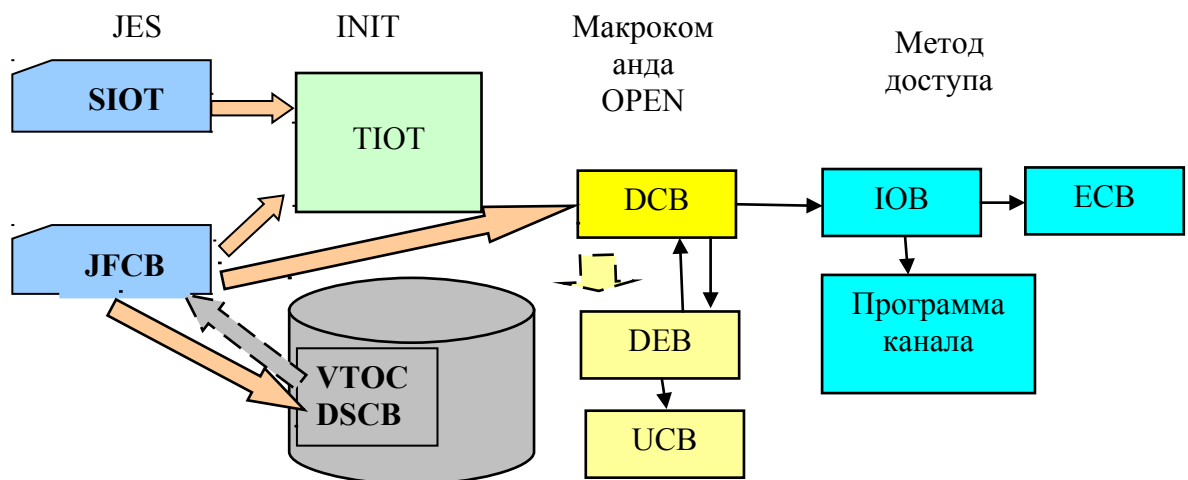 JES
INIT
Макроком
анда
OPEN
Метод
доступа
SIOT
TIOT
DCB
IOB
ECB
JFCB
Программа
канала
DEB
VTOC
DSCB
UCB